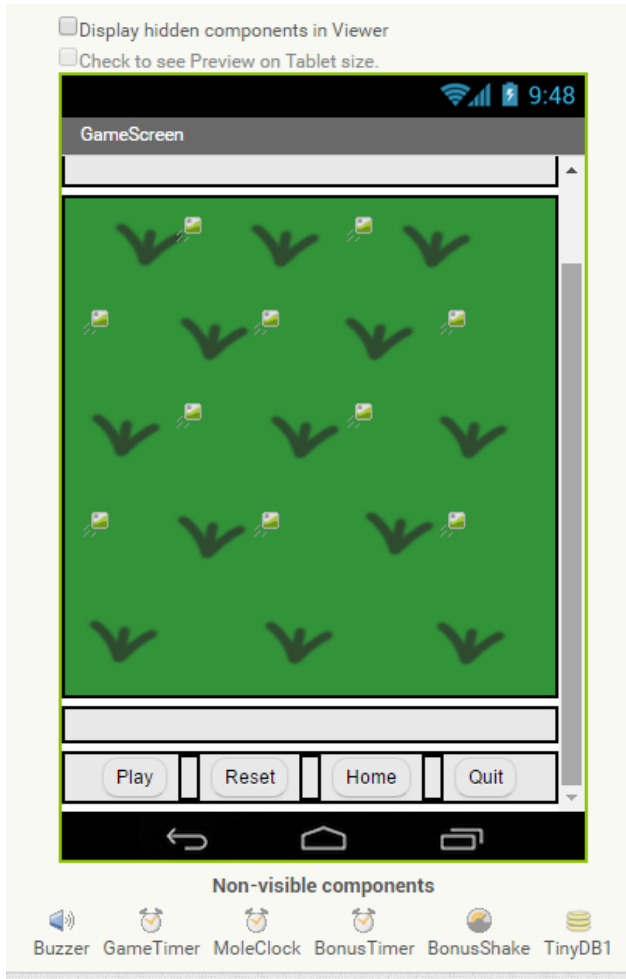 Display hidden components in Viewer
Check to see Preview on Tablet size.
9:48
GameScreen
Play Reset Home Quit
Non-visible components
Buzzer GameTimer MoleClock BonusTimer BonusShake TinyDB1